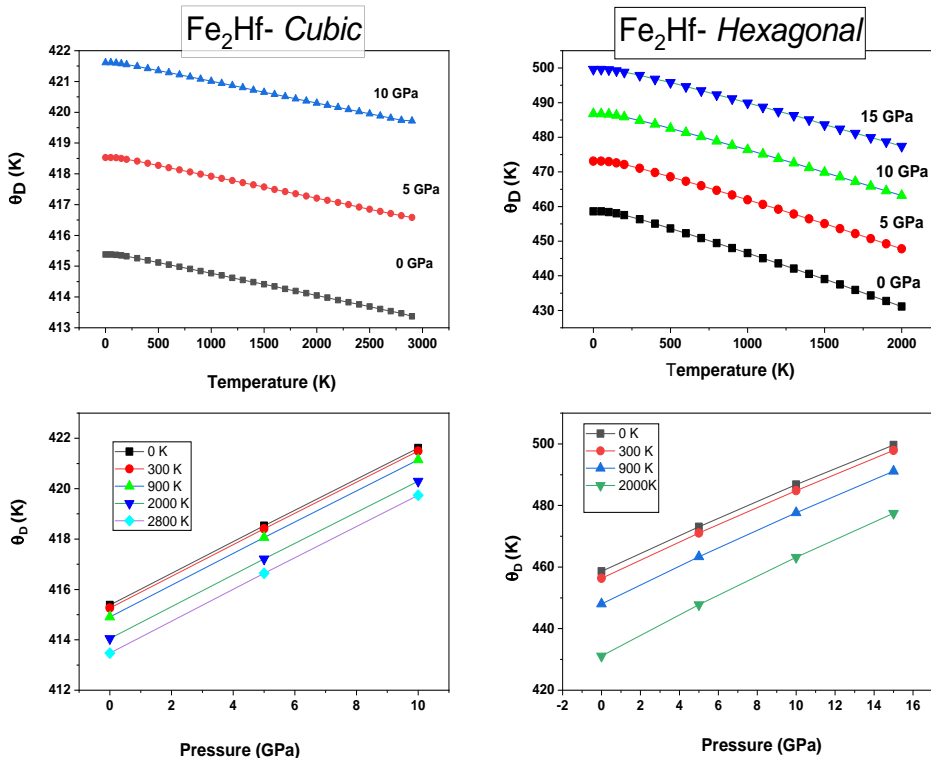 Fe2Hf- Cubic
422
421
420
419
418
417
416
415
414
413
θD (K)
10 GPa
5 GPa
0 GPa
0
500
1000
1500
2000
2500
3000
Temperature (K)
Fe2Hf- Hexagonal
500
490
480
470
460
450
440
430
θD (K)
15 GPa
10 GPa
5 GPa
0 GPa
0
500
1000
1500
2000
Temperature (K)
422
420
418
416
414
412
θD (K)
0 K
300 K
900 K
2000 K
2800 K
0
2
4
6
8
10
Pressure (GPa)
500
480
460
440
420
θD (K)
0 K
300 K
900 K
2000K
-2
0
2
4
6
8
10
12
14
16
Pressure (GPa)